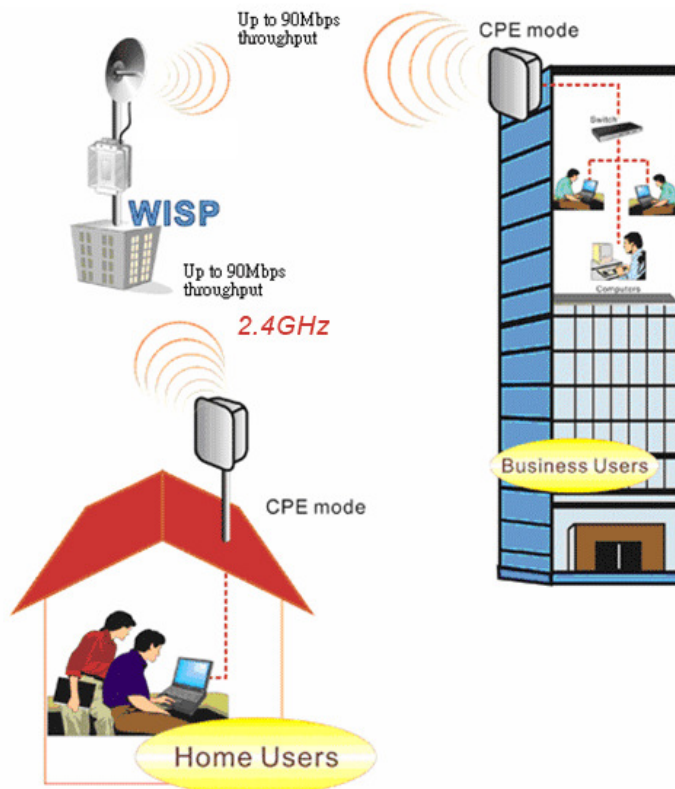 Up to 90Mbps
throughput
CPE mode
Switch
WISP
Up to 90Mbps
throughput
2.4GHz
Computers
Business Users
CPE mode
Home Users